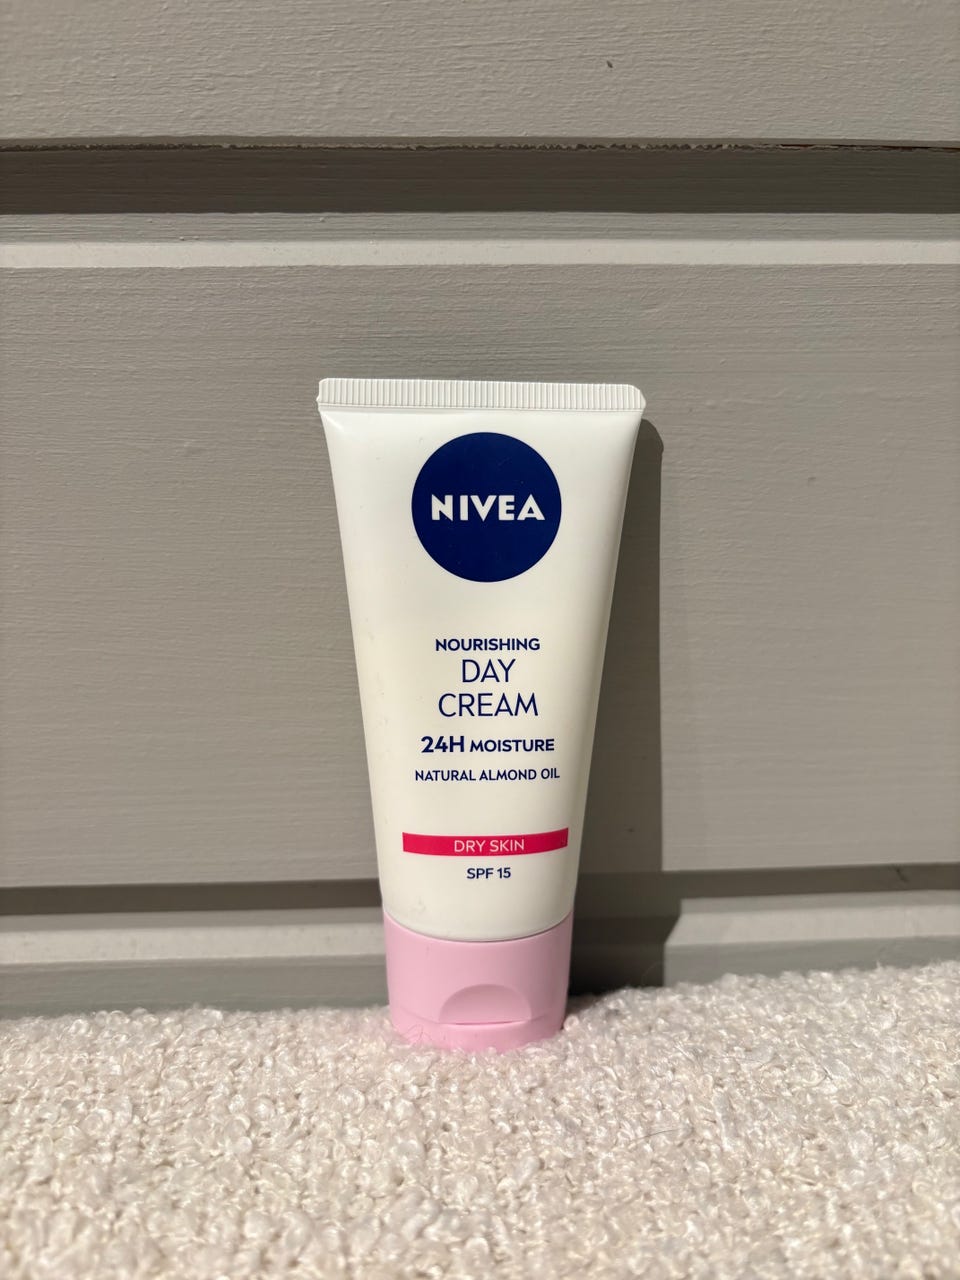 NIVEA
NOURISHING
DAY
CREAM
24H MOISTURE
NATURAL ALMOND OIL
DRY SKIN
SPF 15